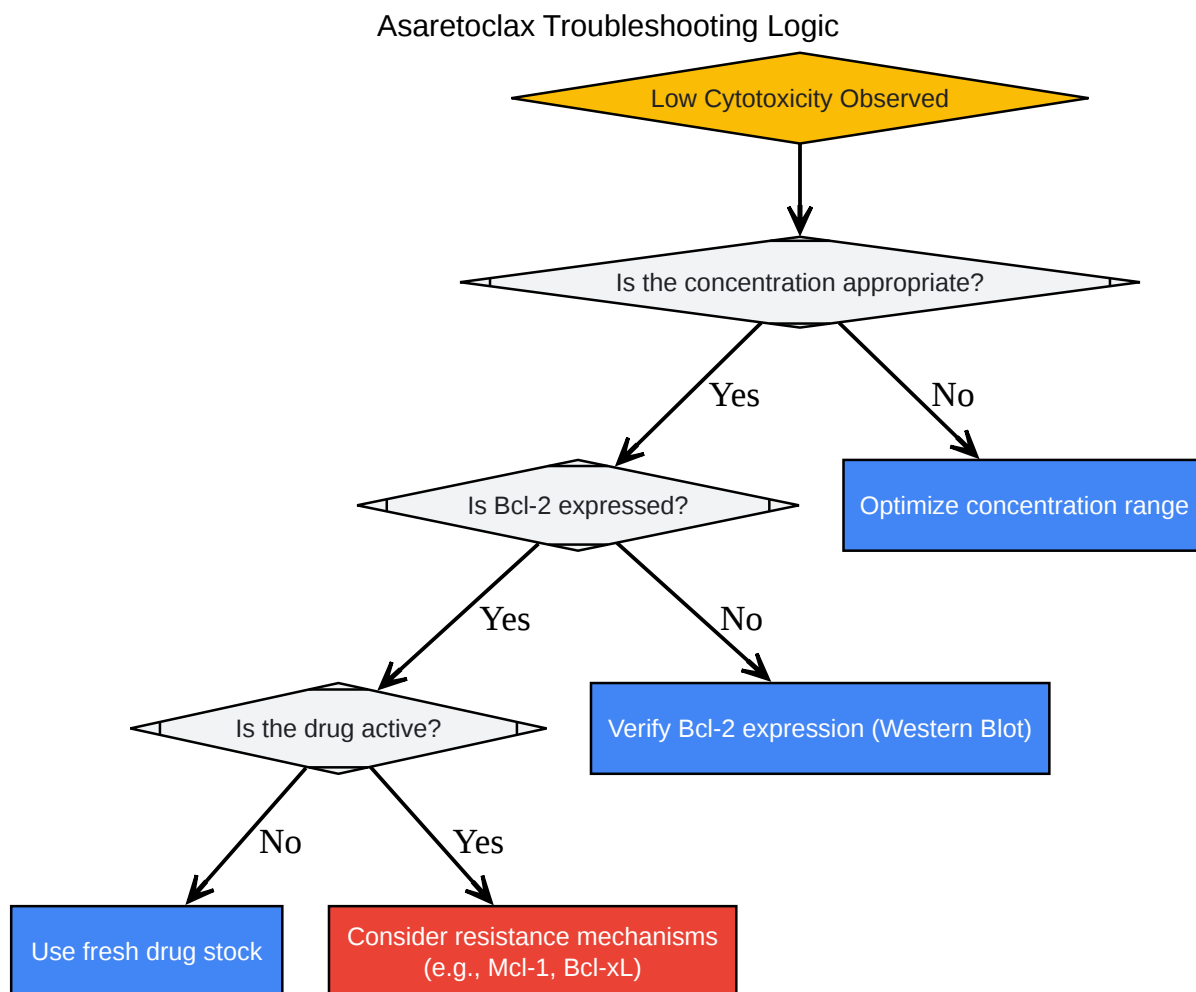 Asaretoclax Troubleshooting Logic
Low Cytotoxicity Observed
Is the concentration appropriate?
Yes
No
Is Bcl-2 expressed?
Optimize concentration range
Yes
No
Is the drug active?
Verify Bcl-2 expression (Western Blot)
No
Yes
Use fresh drug stock
Consider resistance mechanisms
(e.g., Mcl-1, Bcl-xL)